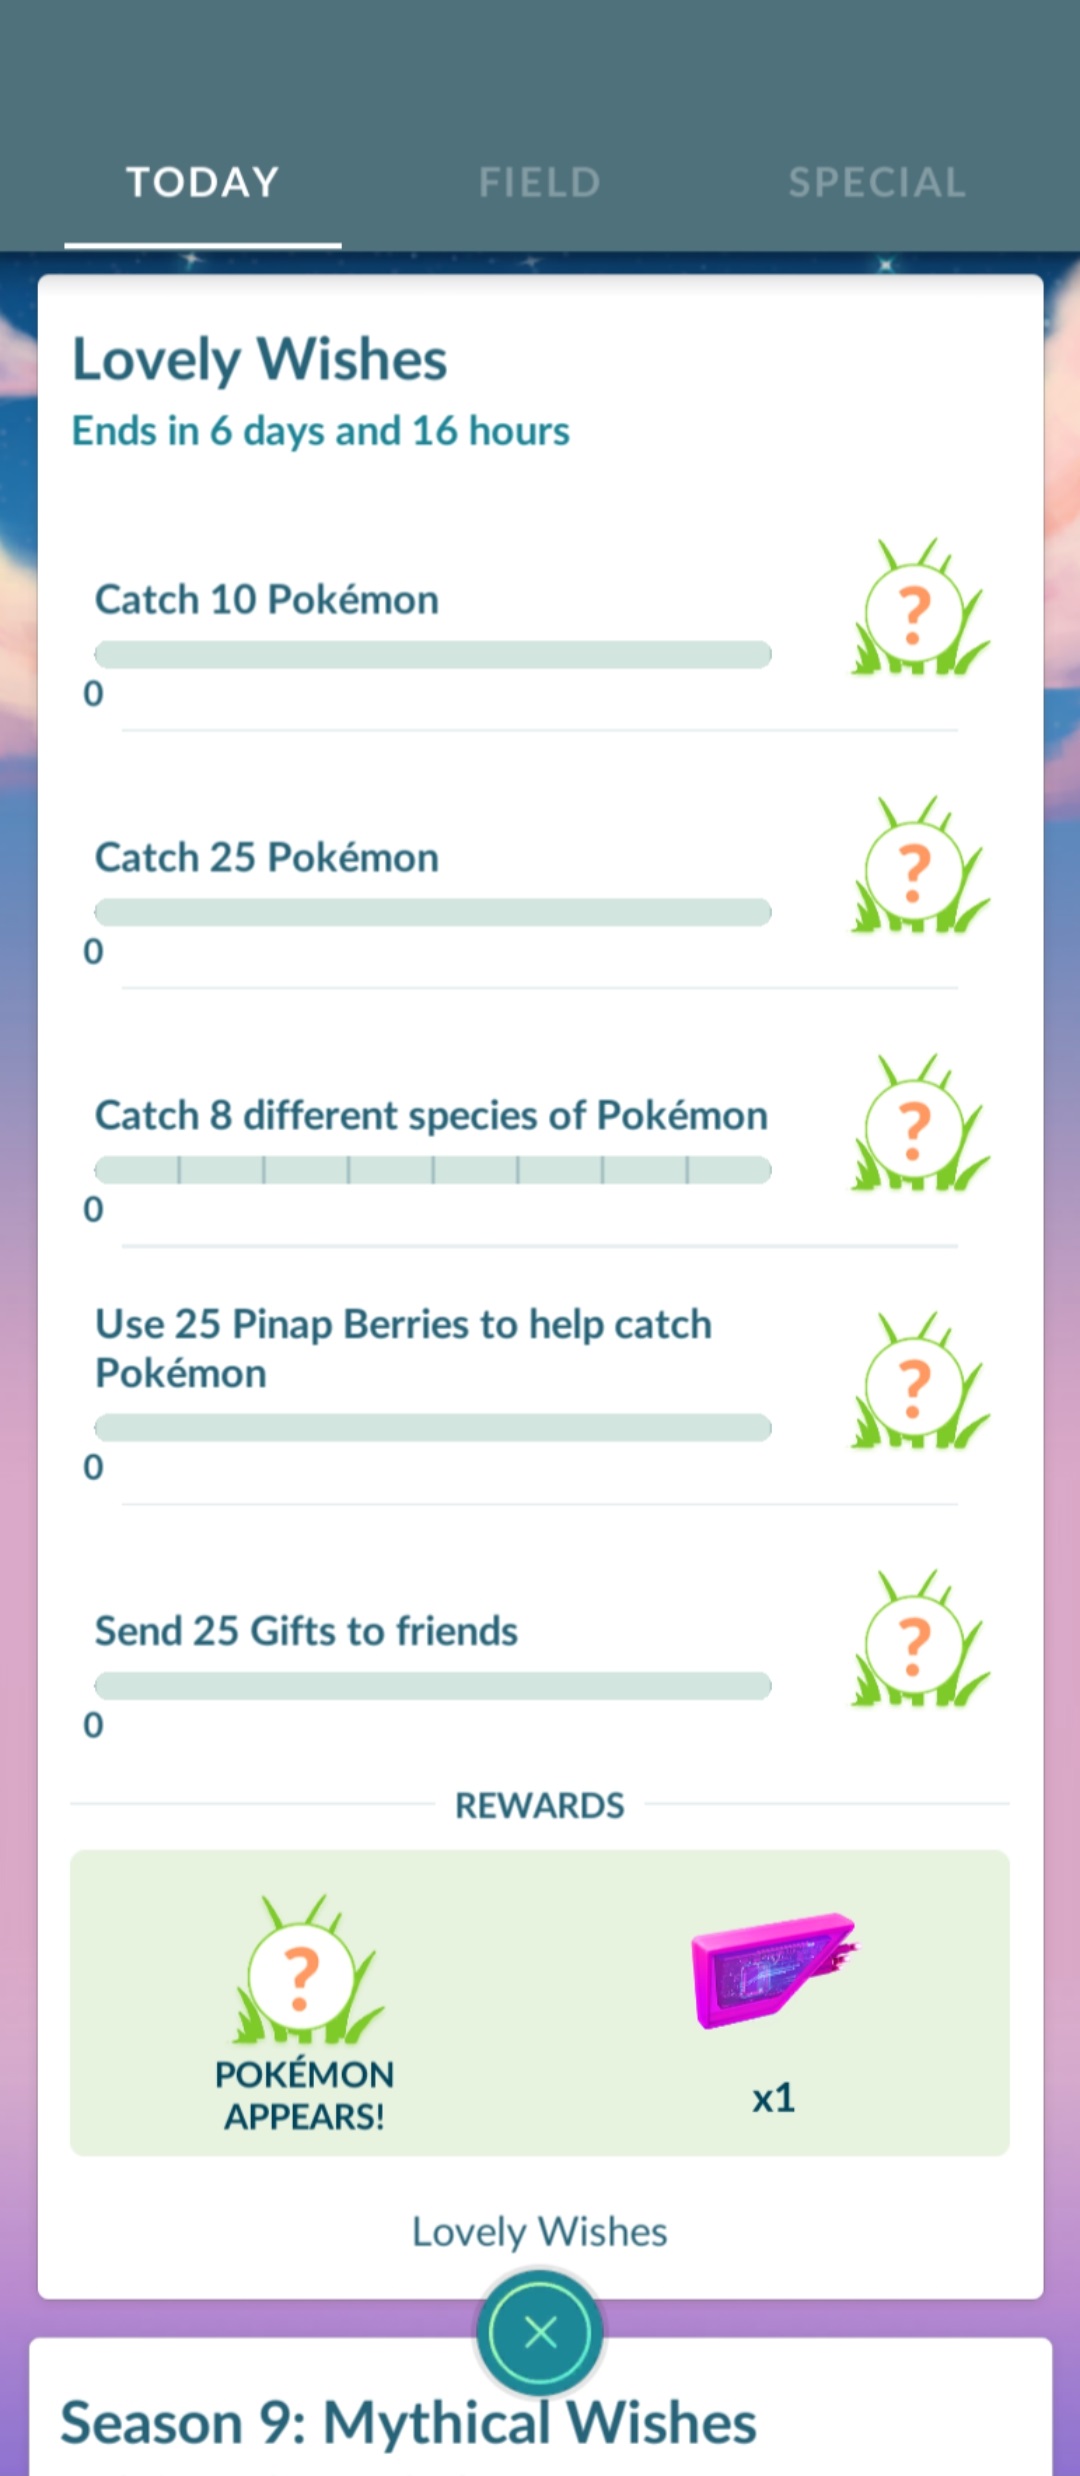 TODAY
FIELD
SPECIAL
Lovely Wishes
Ends in 6 days and 16 hours
Catch 10 Pokémon
?
0
Catch 25 Pokémon
?
0
Catch 8 different species of Pokémon
?
0
Use 25 Pinap Berries to help catch
Pokémon
?
0
Send 25 Gifts to friends
?
0
REWARDS
?
POKÉMON
APPEARS!
x1
Lovely Wishes
Season 9: Mythical Wishes